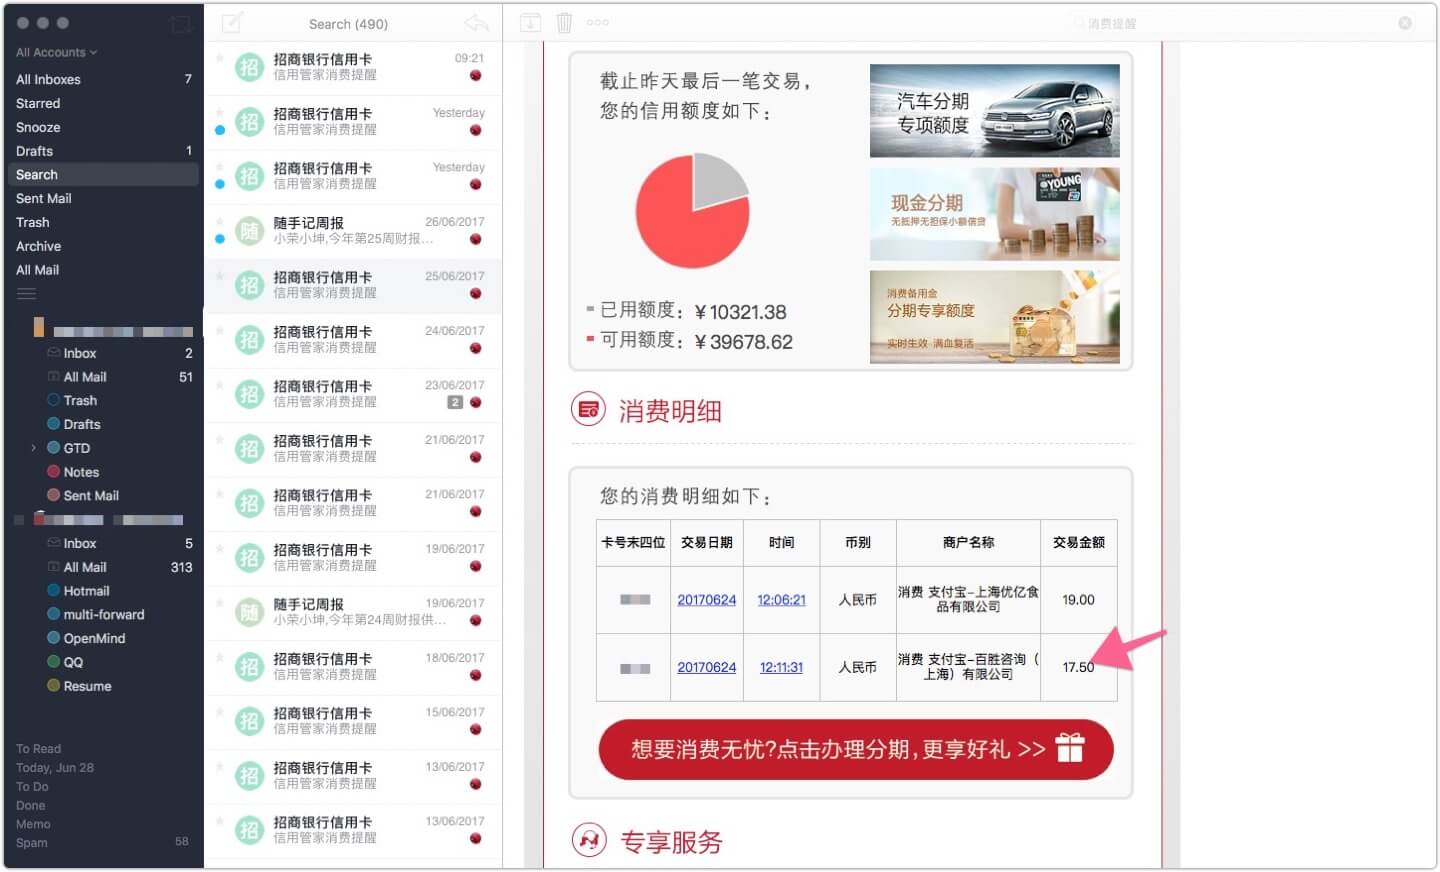 All Accounts
All Inboxes 7
Starred
Snooze
Drafts 1
Search
Sent Mail
Trash
Archive
All Mail
Inbox 2
All Mail 51
Trash
Drafts
GTD
Notes
Sent Mail
Inbox 5
All Mail 313
Hotmail
multi-forward
OpenMind
QQ
Resume
To Read
Today, Jun 28
To Do
Done
Memo
Spam 58
Search (490)
招 招商银行信用卡 09:21
信用管家消费提醒
招 招商银行信用卡 Yesterday
信用管家消费提醒
招 招商银行信用卡 Yesterday
信用管家消费提醒
随 随手记周报 26/06/2017
小荣小坤,今年第25周财报...
招 招商银行信用卡 25/06/2017
信用管家消费提醒
招 招商银行信用卡 24/06/2017
信用管家消费提醒
招 招商银行信用卡 23/06/2017
信用管家消费提醒 2
招 招商银行信用卡 21/06/2017
信用管家消费提醒
招 招商银行信用卡 21/06/2017
信用管家消费提醒
招 招商银行信用卡 19/06/2017
信用管家消费提醒
随 随手记周报 19/06/2017
小荣小坤,今年第24周财报供...
招 招商银行信用卡 18/06/2017
信用管家消费提醒
招 招商银行信用卡 15/06/2017
信用管家消费提醒
招 招商银行信用卡 13/06/2017
信用管家消费提醒
招 招商银行信用卡 13/06/2017
信用管家消费提醒
消费提醒
截止昨天最后一笔交易，
您的信用额度如下：
已用额度：¥10321.38
可用额度：¥39678.62
汽车分期
专项额度
YOUNG
现金分期
无抵押无担保小额信贷
消费备用金
分期专享额度
实时生效 满血复活
消费明细
您的消费明细如下：
卡号末四位 交易日期 时间 币别 商户名称 交易金额
20170624 12:06:21 人民币 消费 支付宝-上海优亿食品有限公司 19.00
20170624 12:11:31 人民币 消费 支付宝-百胜咨询（上海）有限公司 17.50
想要消费无忧?点击办理分期,更享好礼 >>
专享服务